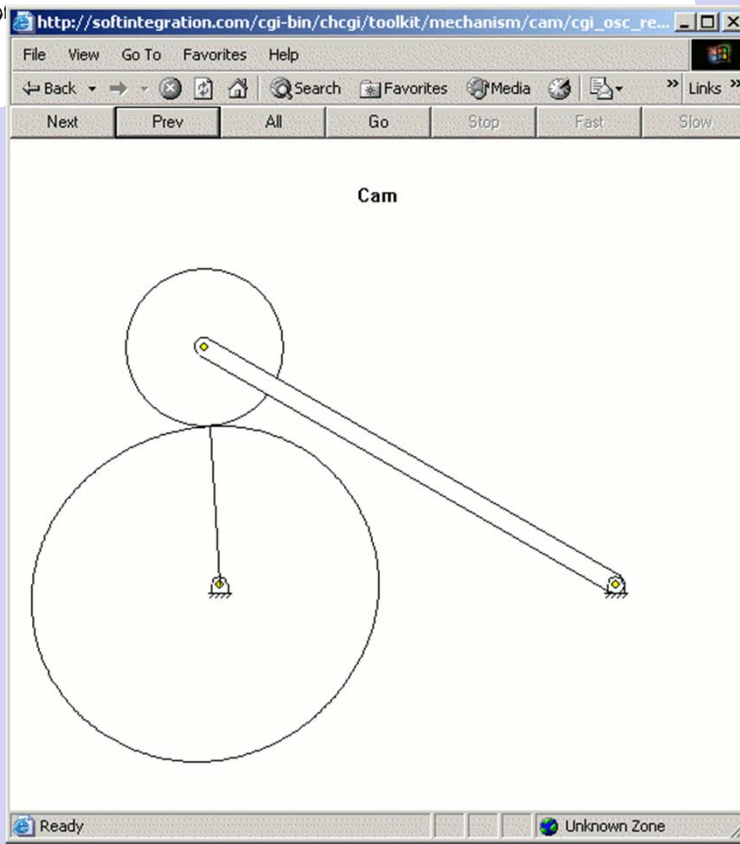 http://softintegration.com/cgi-bin/chcgi/toolkit/mechanism/cam/cgi_osc_re...
File View Go To Favorites Help
Back Search Favorites Media Links
Next Prev All Go Stop Fast Slow
Cam
Ready Unknown Zone